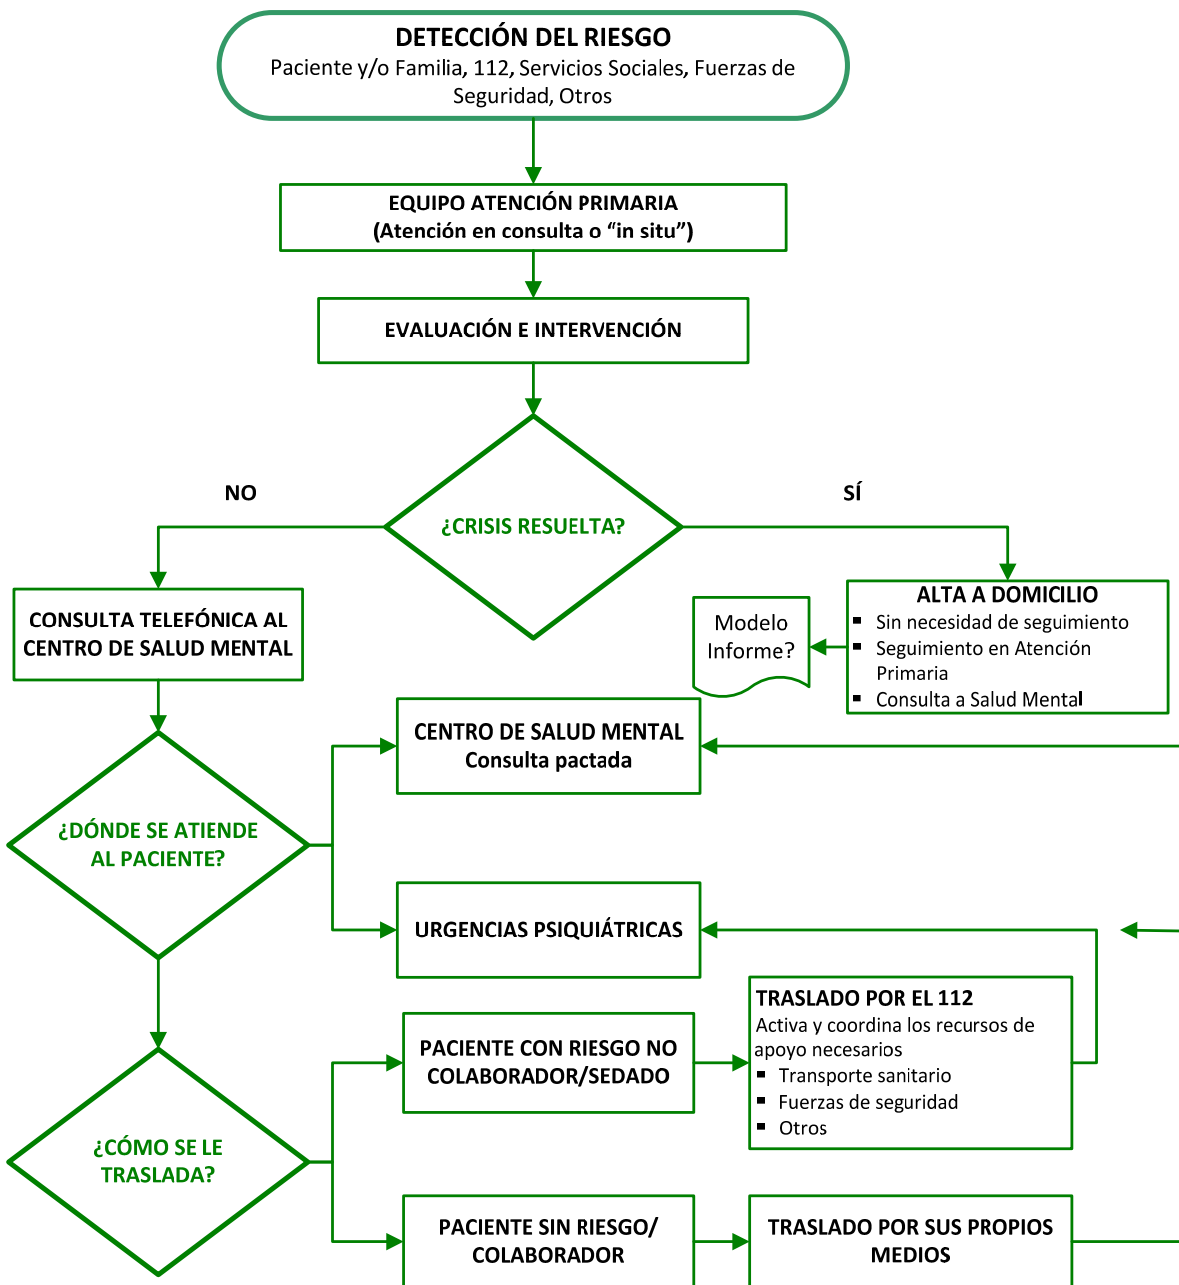 DETECCIÓN DEL RIESGO
Paciente y/o Familia, 112, Servicios Sociales, Fuerzas de
Seguridad, Otros
EQUIPO ATENCIÓN PRIMARIA
(Atención en consulta o “in situ”)
EVALUACIÓN E INTERVENCIÓN
NO
SÍ
¿CRISIS RESUELTA?
CONSULTA TELEFÓNICA AL
CENTRO DE SALUD MENTAL
Modelo
Informe?
ALTA A DOMICILIO
▪ Sin necesidad de seguimiento
▪ Seguimiento en Atención
Primaria
▪ Consulta a Salud Mental
CENTRO DE SALUD MENTAL
Consulta pactada
¿DÓNDE SE ATIENDE
AL PACIENTE?
URGENCIAS PSIQUIÁTRICAS
PACIENTE CON RIESGO NO
COLABORADOR/SEDADO
TRASLADO POR EL 112
Activa y coordina los recursos de
apoyo necesarios
▪ Transporte sanitario
▪ Fuerzas de seguridad
▪ Otros
¿CÓMO SE LE
TRASLADA?
PACIENTE SIN RIESGO/
COLABORADOR
TRASLADO POR SUS PROPIOS
MEDIOS